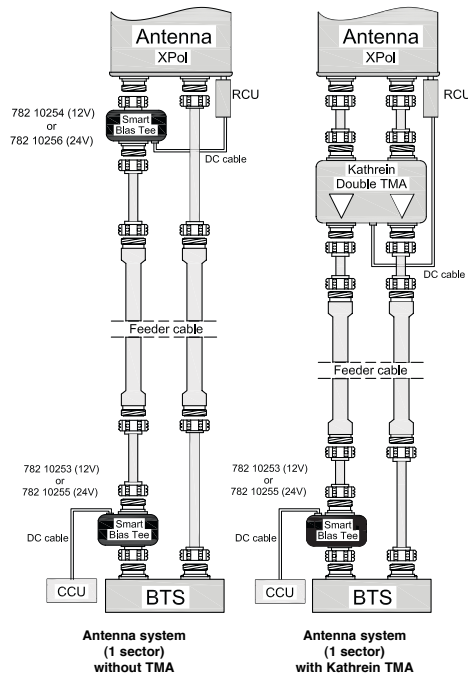 Antenna
XPol
RCU
782 10254 (12V)
or
782 10256 (24V)
Smart
Bias Tee
DC cable
Feeder cable
782 10253 (12V)
or
782 10255 (24V)
DC cable
Smart
Bias Tee
CCU
BTS
Antenna system
(1 sector)
without TMA
Antenna
XPol
RCU
Kathrein
Double TMA
DC cable
Feeder cable
782 10253 (12V)
or
782 10255 (24V)
DC cable
Smart
Bias Tee
CCU
BTS
Antenna system
(1 sector)
with Kathrein TMA